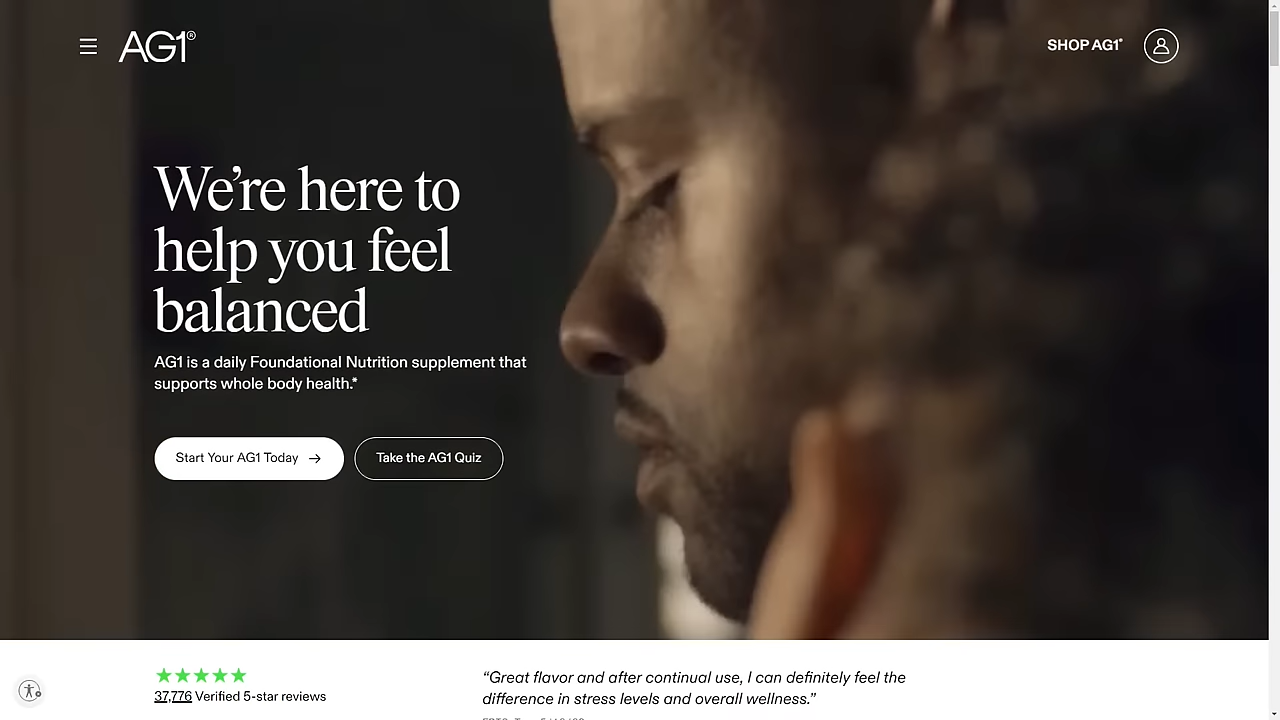 AG1®
SHOP AG1®
We’re here to
help you feel
balanced
AG1 is a daily Foundational Nutrition supplement that
supports whole body health.*
Start Your AG1 Today →
Take the AG1 Quiz
37,776 Verified 5-star reviews
“Great flavor and after continual use, I can definitely feel the
difference in stress levels and overall wellness.”